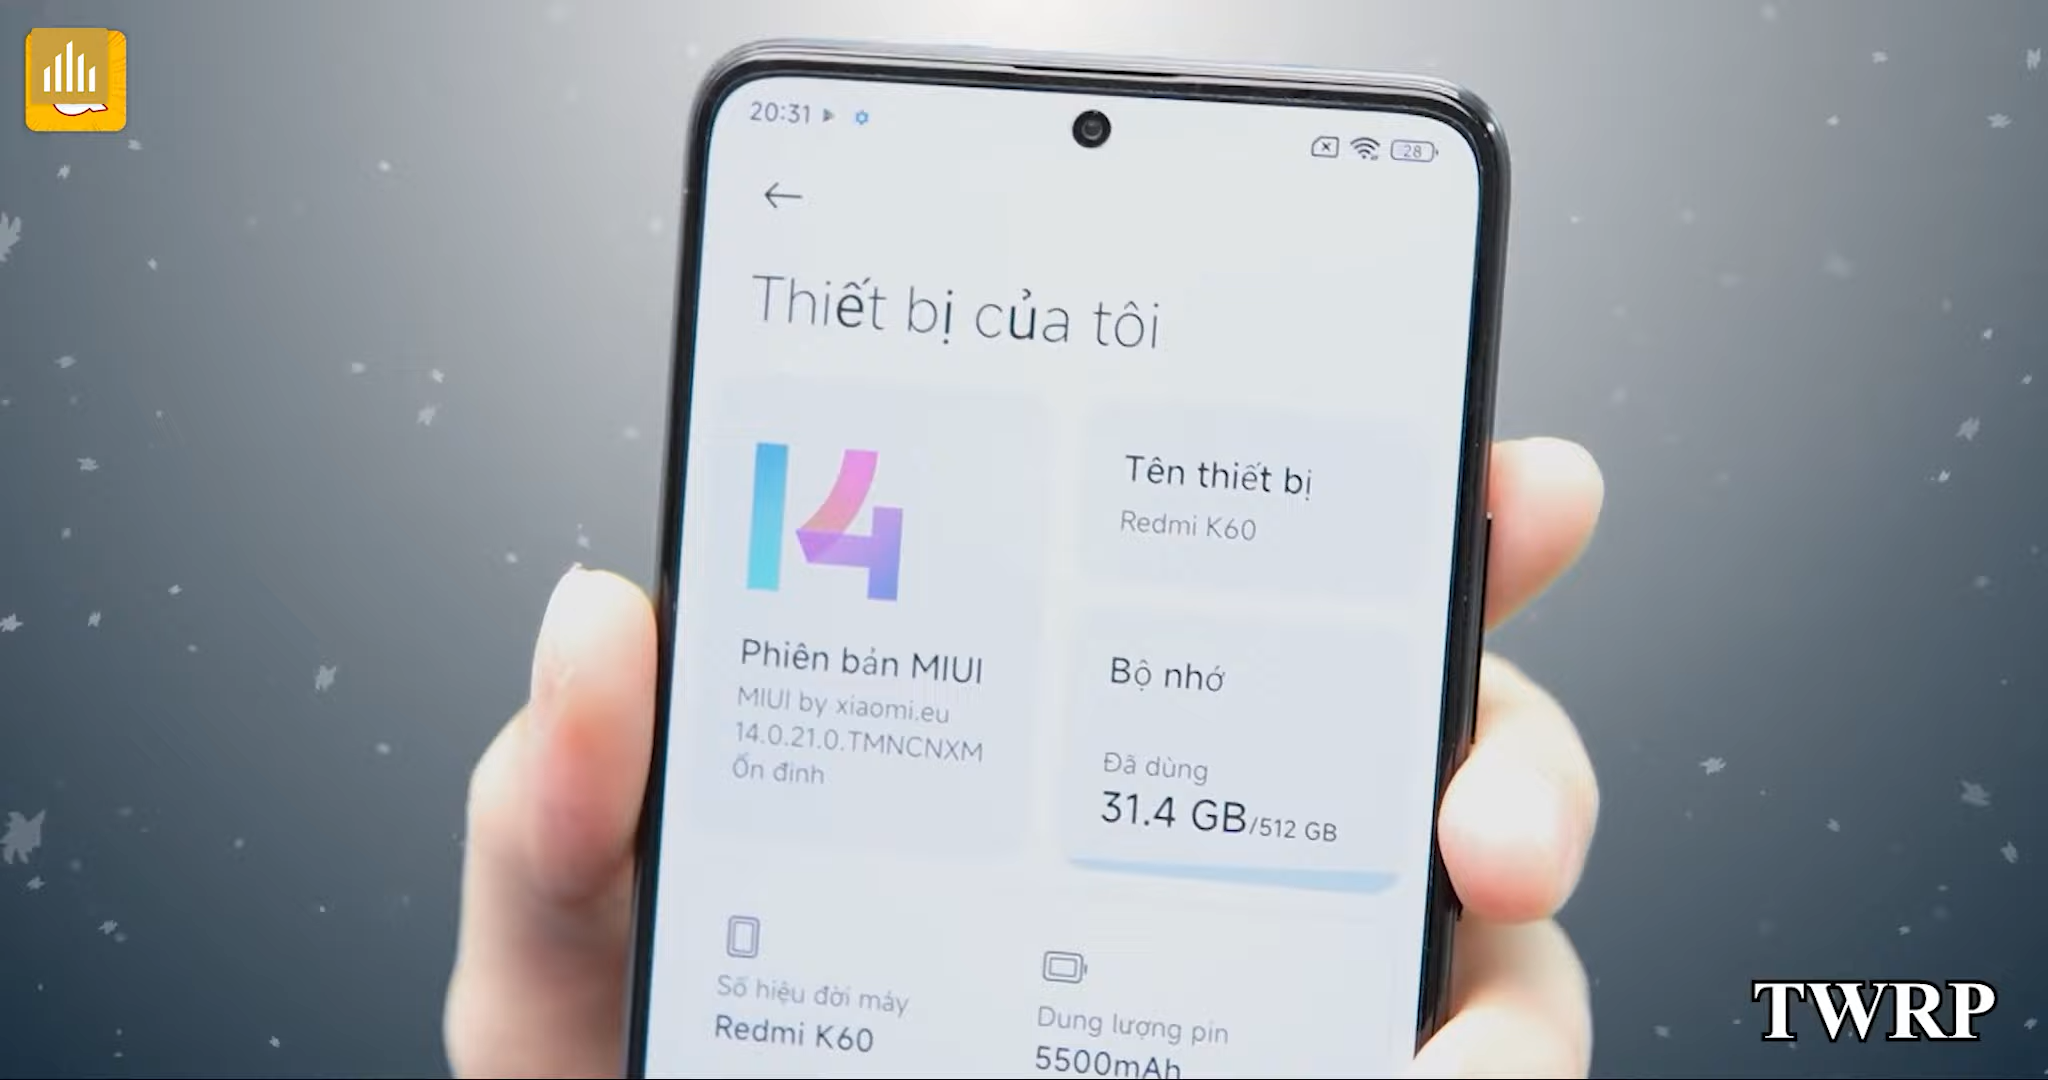 20:31
28
Thiết bị của tôi
Tên thiết bị
Redmi K60
Phiên bản MIUI
MIUI by xiaomi.eu
14.0.21.0.TMNCNXM
Ổn định
Bộ nhớ
Đã dùng
31.4 GB/512 GB
Số hiệu đời máy
Redmi K60
Dung lượng pin
5500mAh
TWRP